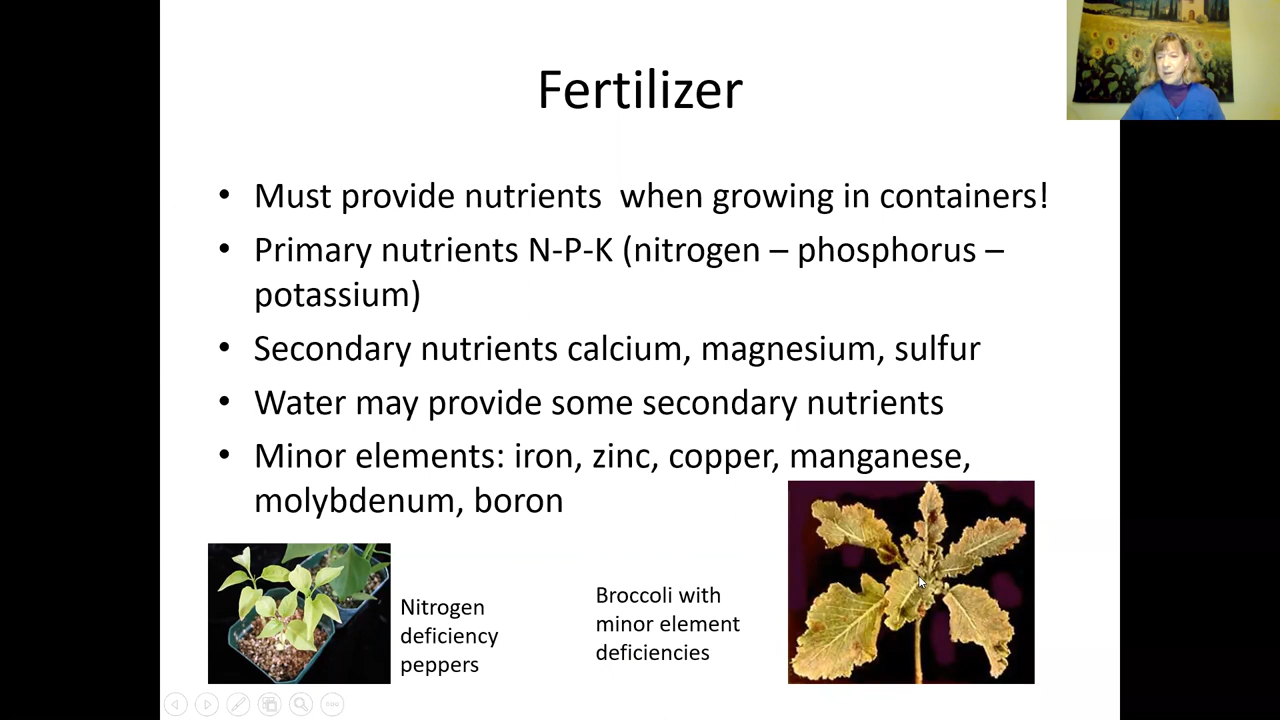 Fertilizer
• Must provide nutrients  when growing in containers!
• Primary nutrients N-P-K (nitrogen – phosphorus –
potassium)
• Secondary nutrients calcium, magnesium, sulfur
• Water may provide some secondary nutrients
• Minor elements: iron, zinc, copper, manganese,
molybdenum, boron
Nitrogen
deficiency
peppers
Broccoli with
minor element
deficiencies